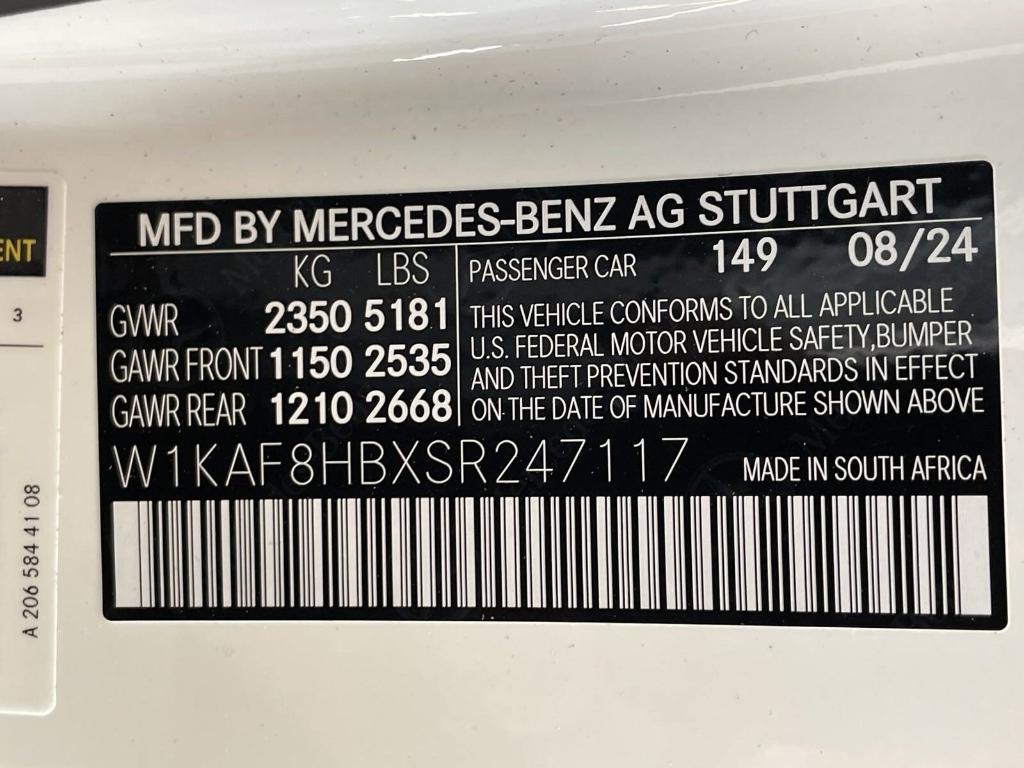 MFD BY MERCEDES-BENZ AG STUTTGART
KG LBS
GVWR 2350 5181
GAWR FRONT 1150 2535
GAWR REAR 1210 2668
PASSENGER CAR 149 08/24
THIS VEHICLE CONFORMS TO ALL APPLICABLE
U.S. FEDERAL MOTOR VEHICLE SAFETY,BUMPER
AND THEFT PREVENTION STANDARDS IN EFFECT
ON THE DATE OF MANUFACTURE SHOWN ABOVE
W1KAF8HBXSR247117
MADE IN SOUTH AFRICA
ENT
3
A 206 584 41 08